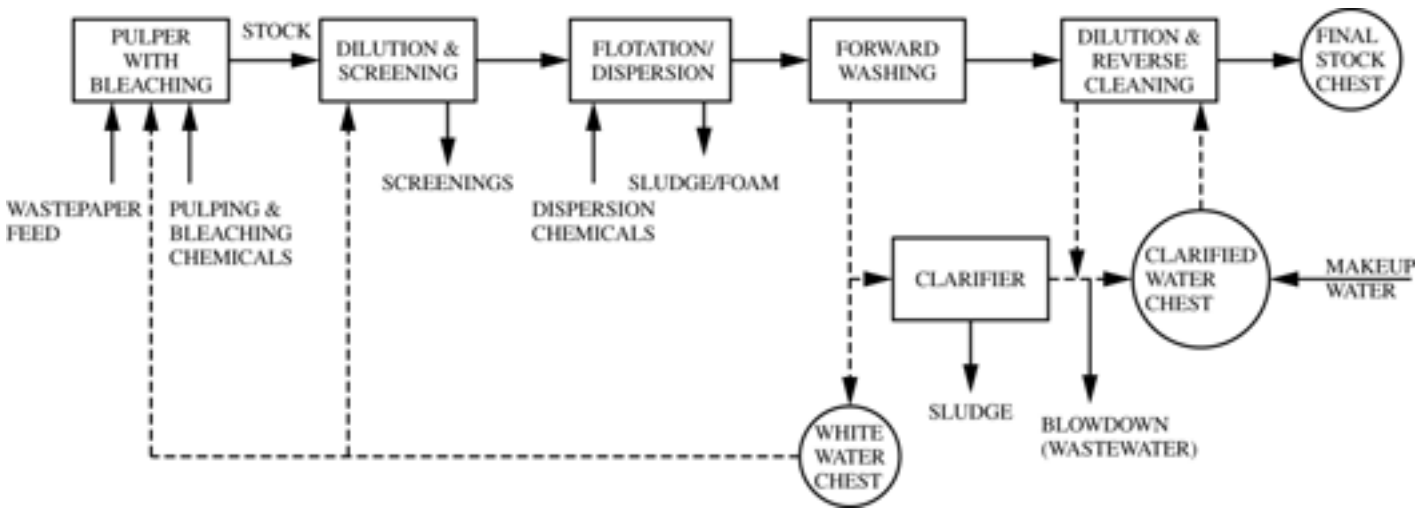 PULPER
WITH
BLEACHING
STOCK
DILUTION &
SCREENING
FLOTATION/
DISPERSION
FORWARD
WASHING
DILUTION &
REVERSE
CLEANING
FINAL
STOCK
CHEST
WASTEPAPER
FEED
PULPING &
BLEACHING
CHEMICALS
SCREENINGS
DISPERSION
CHEMICALS
SLUDGE/FOAM
CLARIFIER
CLARIFIED
WATER
CHEST
MAKEUP
WATER
SLUDGE
BLOWDOWN
(WASTEWATER)
WHITE
WATER
CHEST